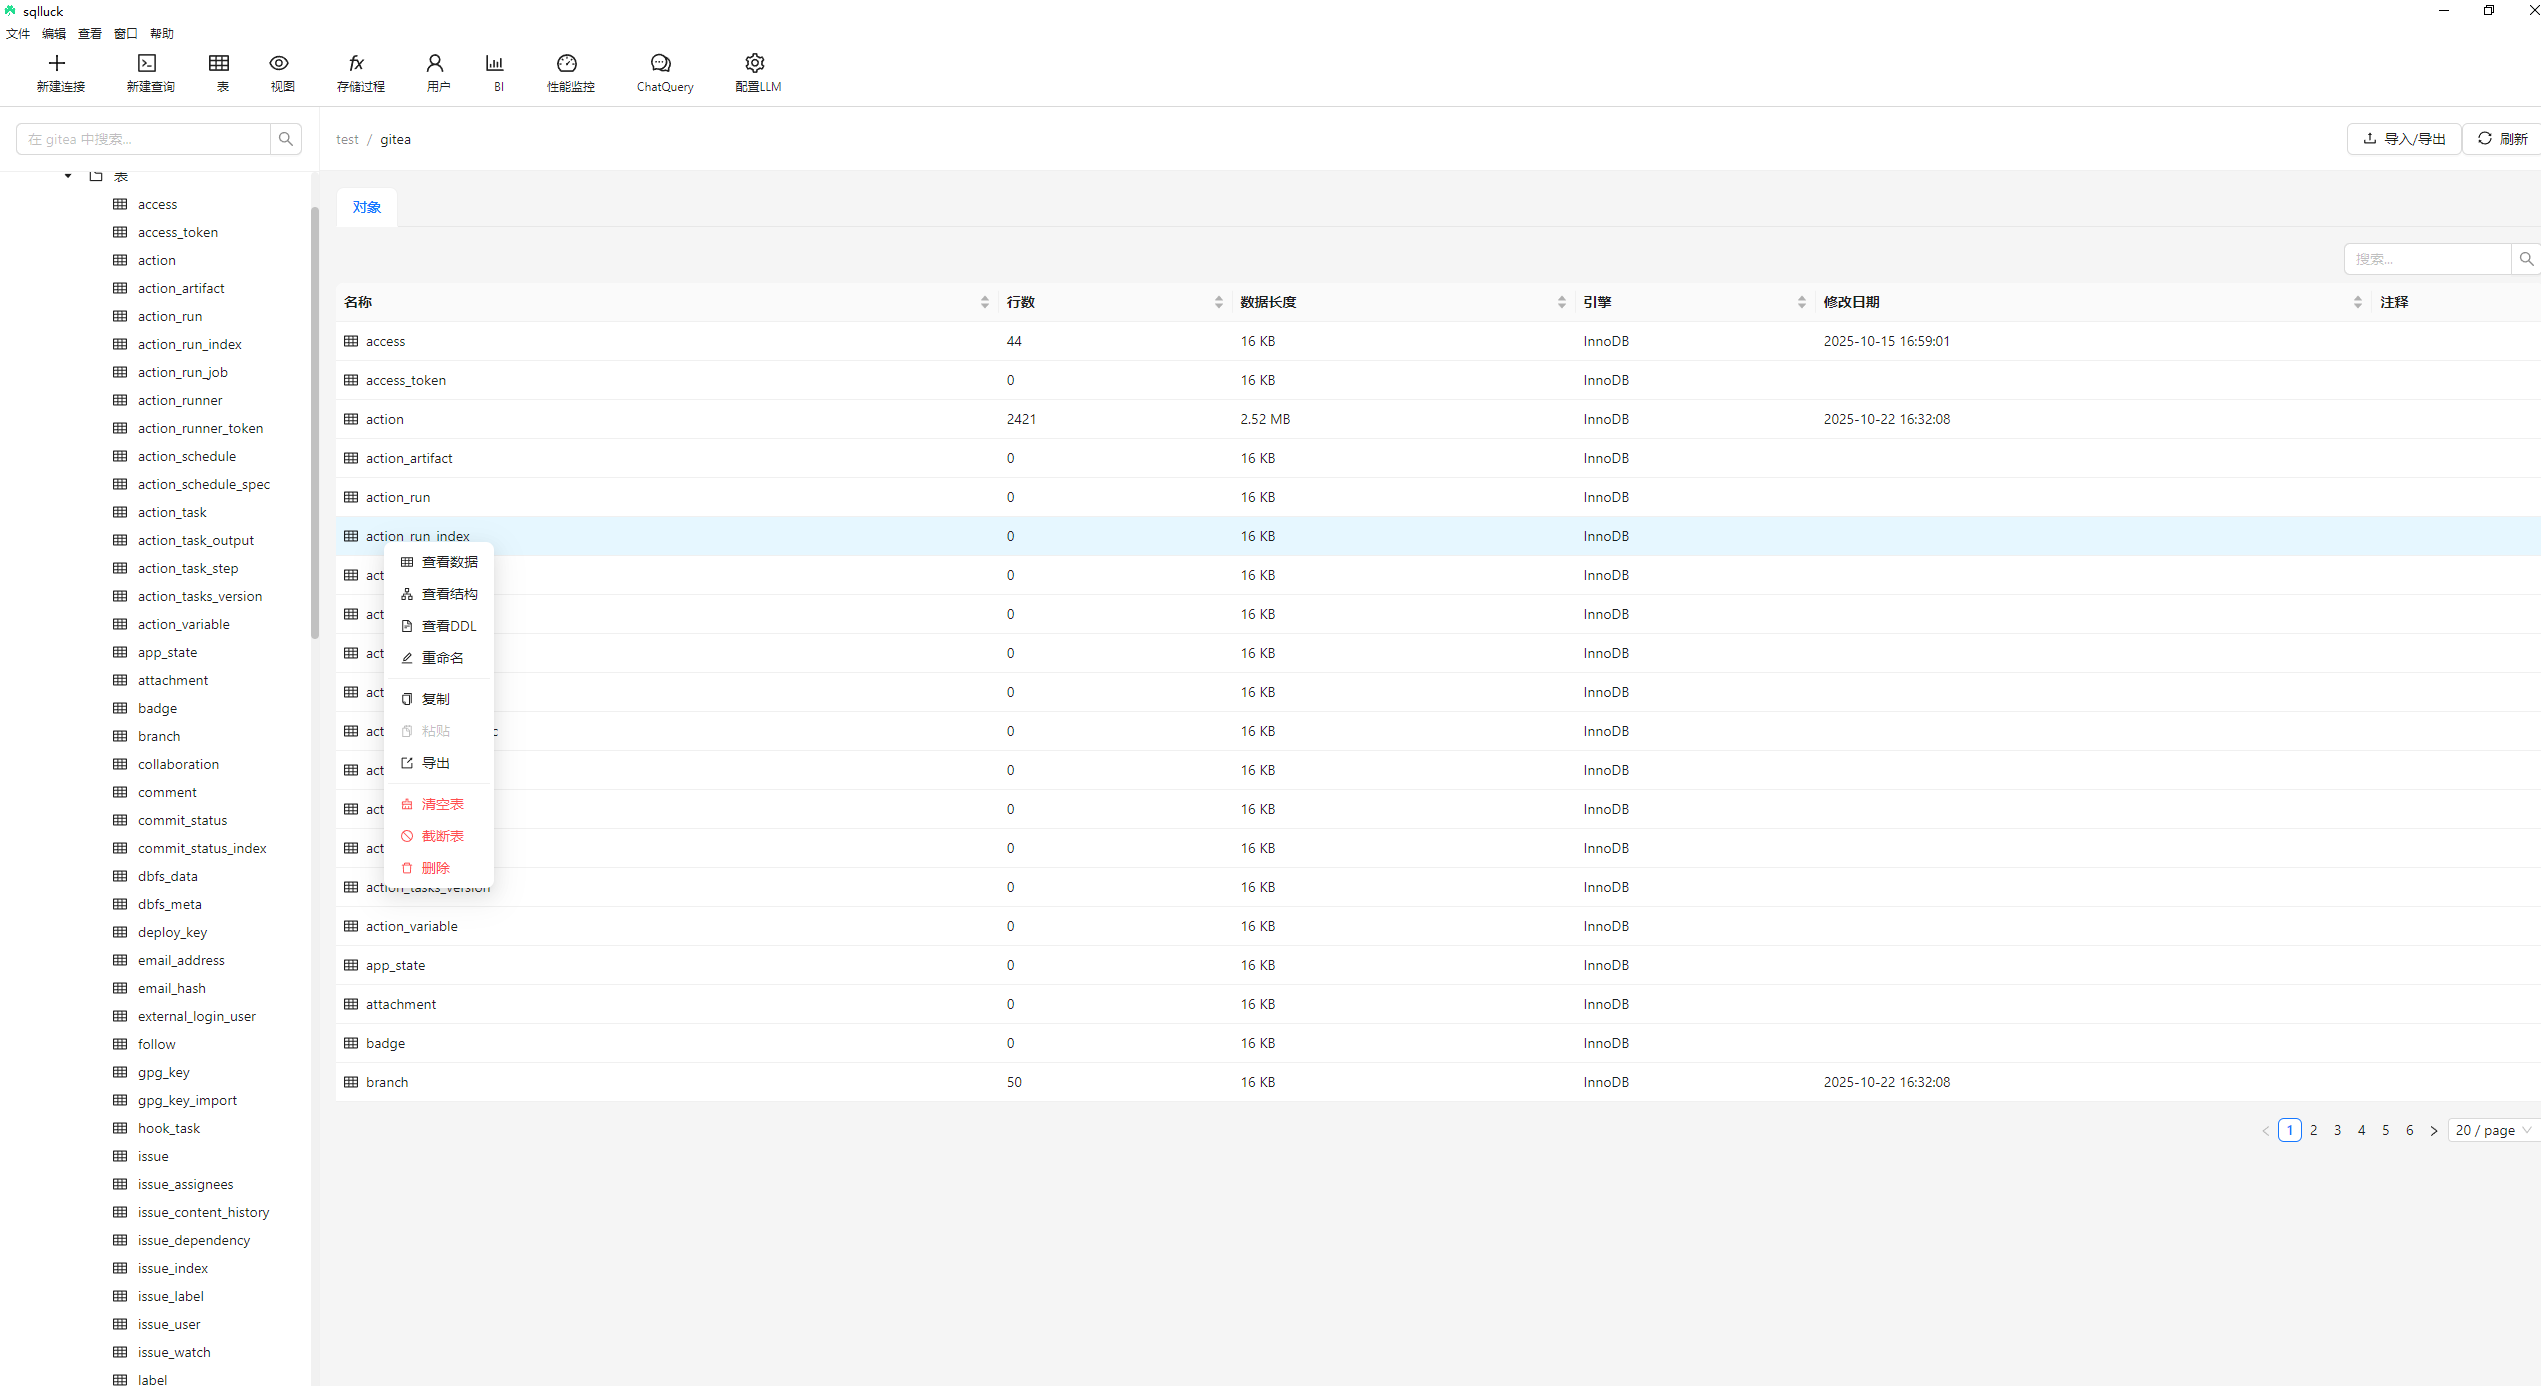 sqlluck
文件 编辑 查看 窗口 帮助
新建连接 新建查询 表 视图 存储过程 用户 BI 性能监控 ChatQuery 配置LLM
在 gitea 中搜索...
test / gitea
导入/导出 刷新
表
access
access_token
action
action_artifact
action_run
action_run_index
action_run_job
action_runner
action_runner_token
action_schedule
action_schedule_spec
action_task
action_task_output
action_task_step
action_tasks_version
action_variable
app_state
attachment
badge
branch
collaboration
comment
commit_status
commit_status_index
dbfs_data
dbfs_meta
deploy_key
email_address
email_hash
external_login_user
follow
gpg_key
gpg_key_import
hook_task
issue
issue_assignees
issue_content_history
issue_dependency
issue_index
issue_label
issue_user
issue_watch
label
对象
搜索...
名称 行数 数据长度 引擎 修改日期 注释
access 44 16 KB InnoDB 2025-10-15 16:59:01
access_token 0 16 KB InnoDB
action 2421 2.52 MB InnoDB 2025-10-22 16:32:08
action_artifact 0 16 KB InnoDB
action_run 0 16 KB InnoDB
action_run_index 0 16 KB InnoDB
act 0 16 KB InnoDB
act 0 16 KB InnoDB
act 0 16 KB InnoDB
act 0 16 KB InnoDB
act c 0 16 KB InnoDB
act 0 16 KB InnoDB
act 0 16 KB InnoDB
act 0 16 KB InnoDB
action_tasks_version 0 16 KB InnoDB
action_variable 0 16 KB InnoDB
app_state 0 16 KB InnoDB
attachment 0 16 KB InnoDB
badge 0 16 KB InnoDB
branch 50 16 KB InnoDB 2025-10-22 16:32:08
查看数据
查看结构
查看DDL
重命名
复制
粘贴
导出
清空表
截断表
删除
1 2 3 4 5 6 20 / page